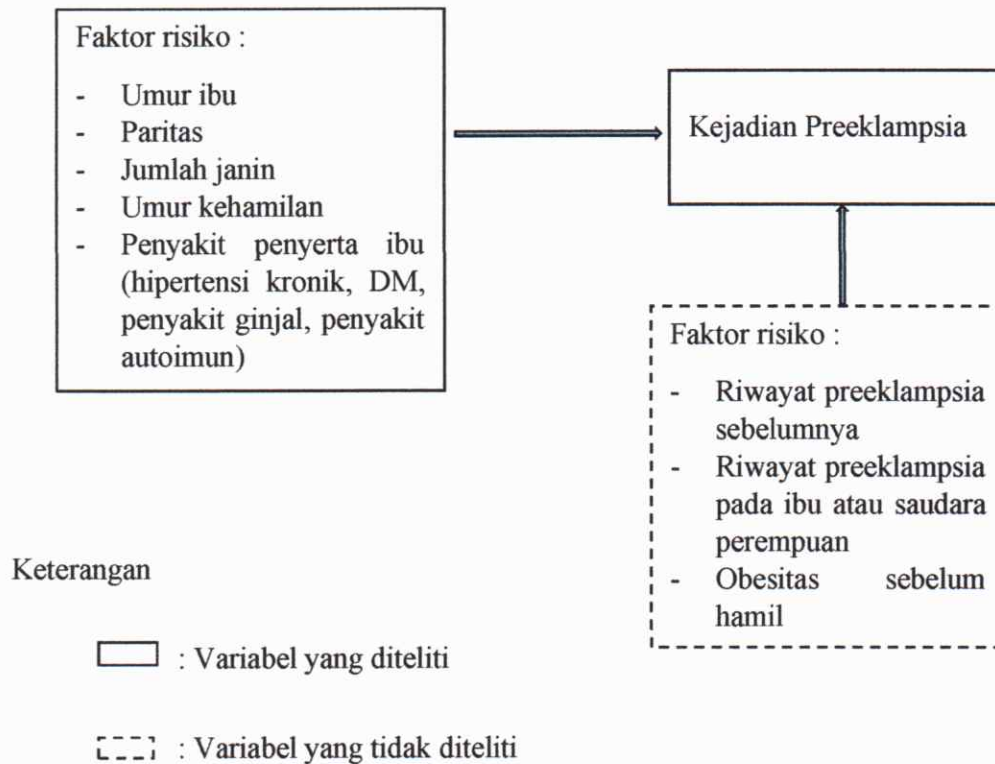 Faktor risiko :
- Umur ibu
- Paritas
- Jumlah janin
- Umur kehamilan
- Penyakit penyerta ibu
(hipertensi kronik, DM,
penyakit ginjal, penyakit
autoimun)
Kejadian Preeklampsia
Faktor risiko :
- Riwayat preeklampsia
sebelumnya
- Riwayat preeklampsia
pada ibu atau saudara
perempuan
- Obesitas sebelum
hamil
Keterangan
: Variabel yang diteliti
: Variabel yang tidak diteliti